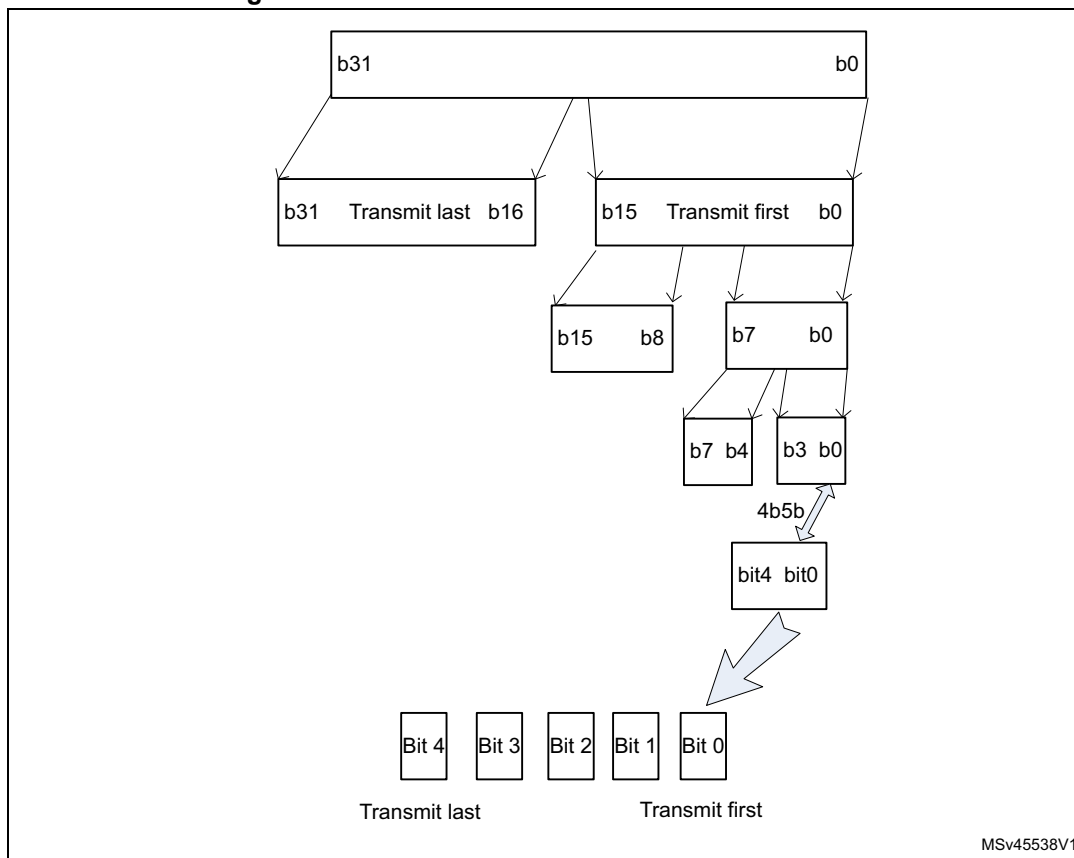 b31 b0
b31 Transmit last b16 b15 Transmit first b0
b15 b8 b7 b0
b7 b4 b3 b0
4b5b
bit4 bit0
Bit 4 Bit 3 Bit 2 Bit 1 Bit 0
Transmit last Transmit first
MSv45538V1